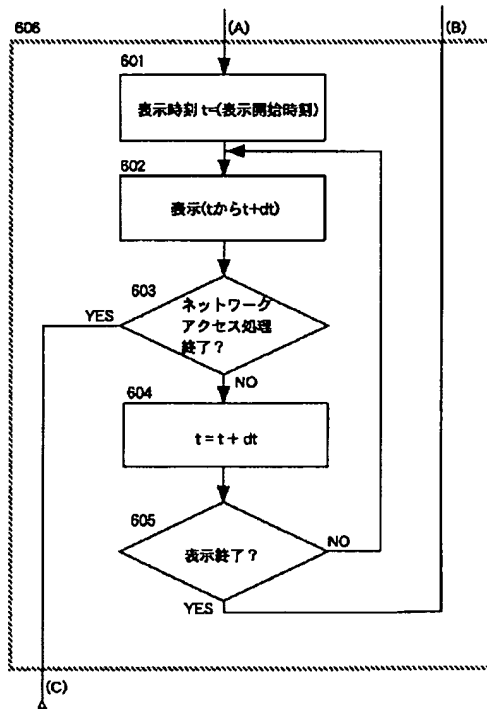 606
(A)
(B)
601
表示時刻 t=(表示開始時刻)
602
表示(tからt+dt)
603
ネットワーク
アクセス処理
終了？
YES
NO
604
t = t + dt
605
表示終了？
NO
YES
(C)